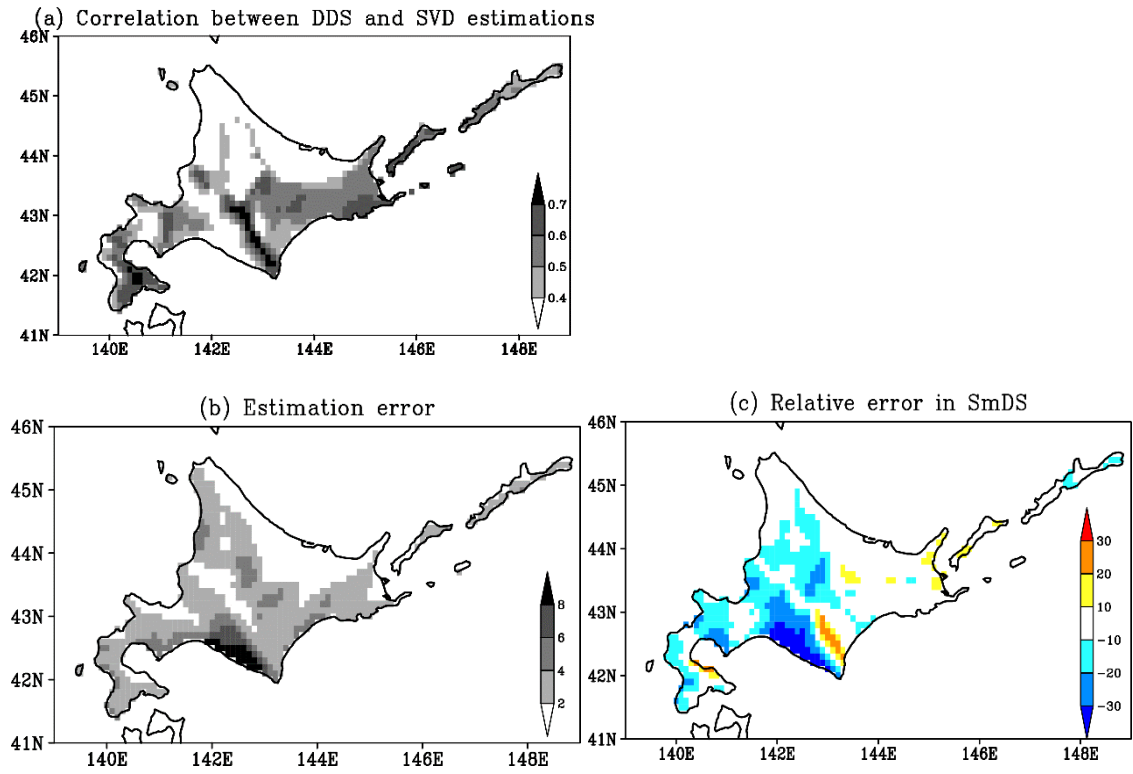 (a) Correlation between DDS and SVD estimations
46N
45N
44N
43N
42N
41N
0.7
0.6
0.5
0.4
140E 142E 144E 146E 148E
(b) Estimation error
46N
45N
44N
43N
42N
41N
8
6
4
2
140E 142E 144E 146E 148E
(c) Relative error in SmDS
46N
45N
44N
43N
42N
41N
30
20
10
-10
-20
-30
140E 142E 144E 146E 148E